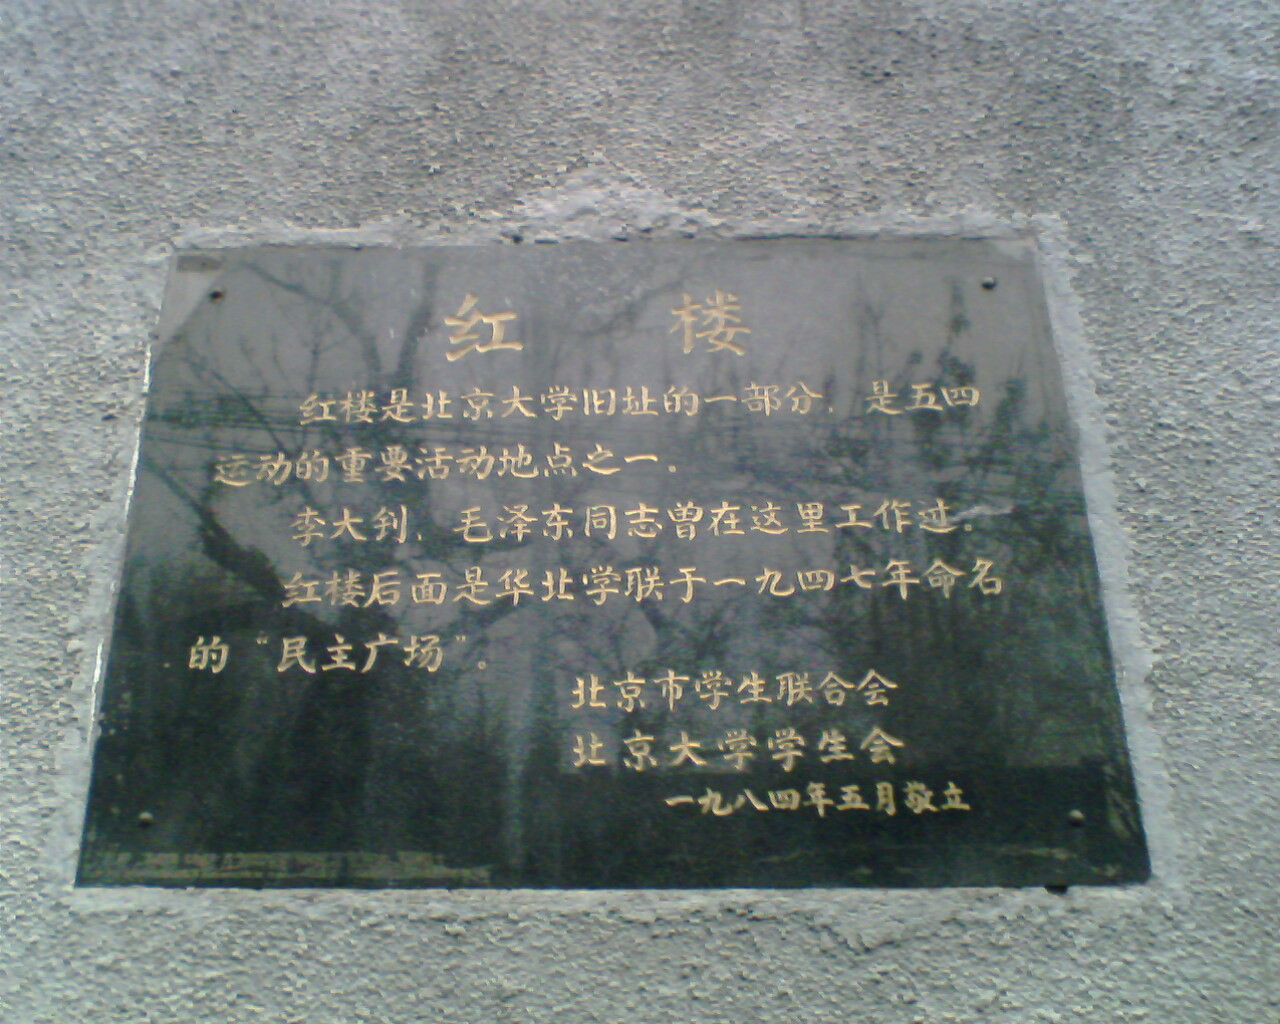 红楼
红楼是北京大学旧址的一部分，是五四
运动的重要活动地点之一。
李大钊、毛泽东同志曾在这里工作过。
红楼后面是华北学联于一九四七年命名
的“民主广场”。
北京市学生联合会
北京大学学生会
一九八四年五月敬立